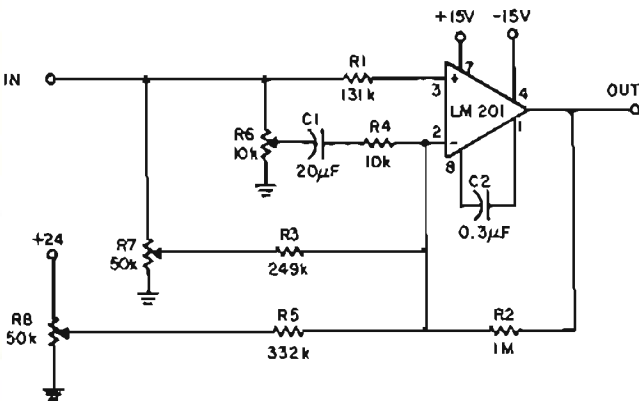 +15V
-15V
IN
R1
131k
3
+
7
4
LM 201
OUT
1
2
-
8
R6
10k
C1
20µF
R4
10k
C2
0.3µF
+24
R7
50k
R3
249k
R8
50k
R5
332k
R2
1M